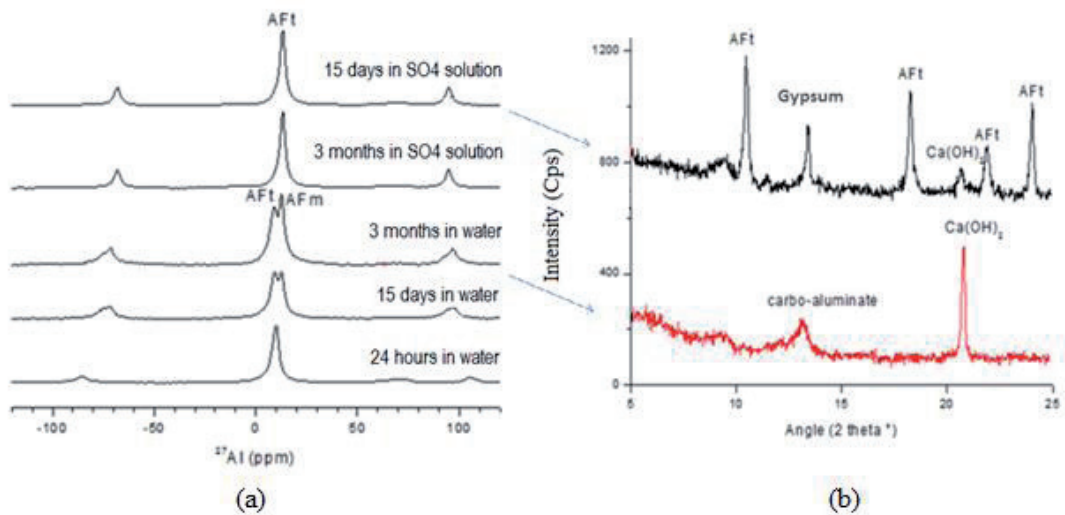 AFt
15 days in SO4 solution
3 months in SO4 solution
AFt AFm
3 months in water
15 days in water
24 hours in water
-100 -50 0 50 100
²⁷Al (ppm)
(a)
1200
800
400
0
Intensity (Cps)
AFt
Gypsum
AFt
Ca(OH)₂
AFt
AFt
Ca(OH)₂
carbo-aluminate
5 10 15 20 25
Angle (2 theta °)
(b)